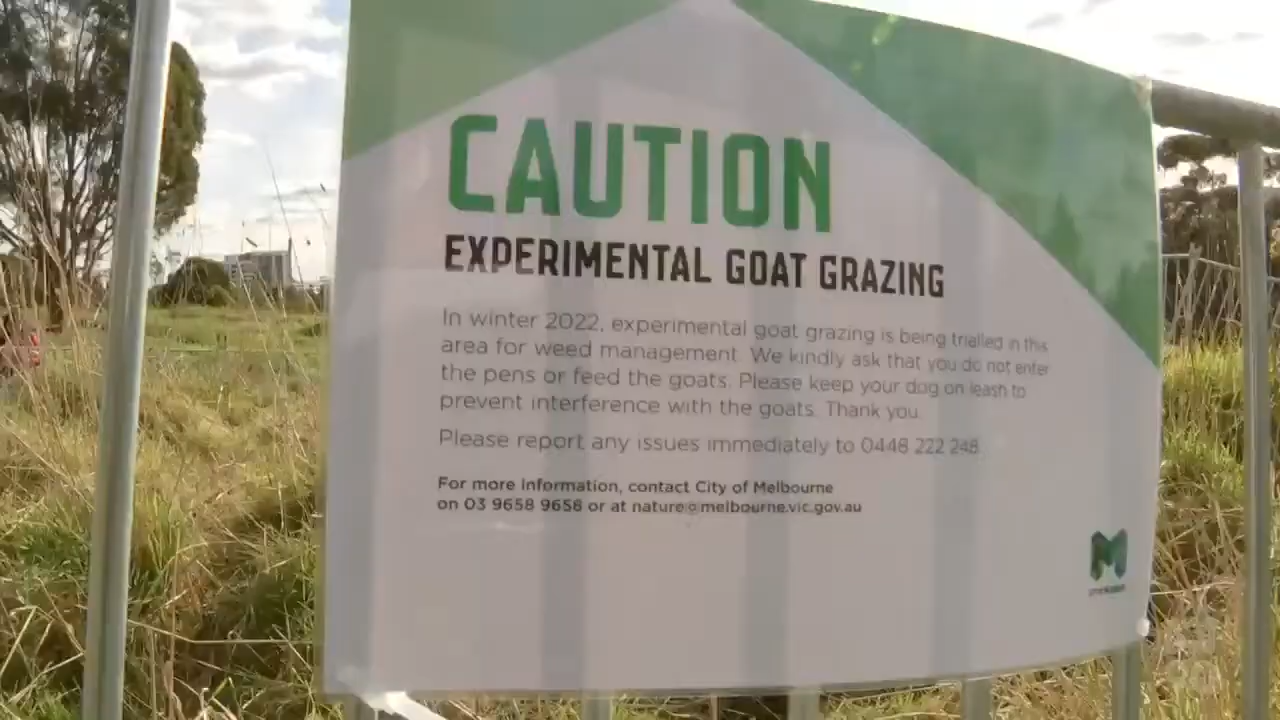 CAUTION
EXPERIMENTAL GOAT GRAZING
In winter 2022, experimental goat grazing is being trialled in this
area for weed management. We kindly ask that you do not enter
the pens or feed the goats. Please keep your dog on leash to
prevent interference with the goats. Thank you.
Please report any issues immediately to 0448 222 248.
For more information, contact City of Melbourne
on 03 9658 9658 or at nature@melbourne.vic.gov.au
CITY OF MELBOURNE